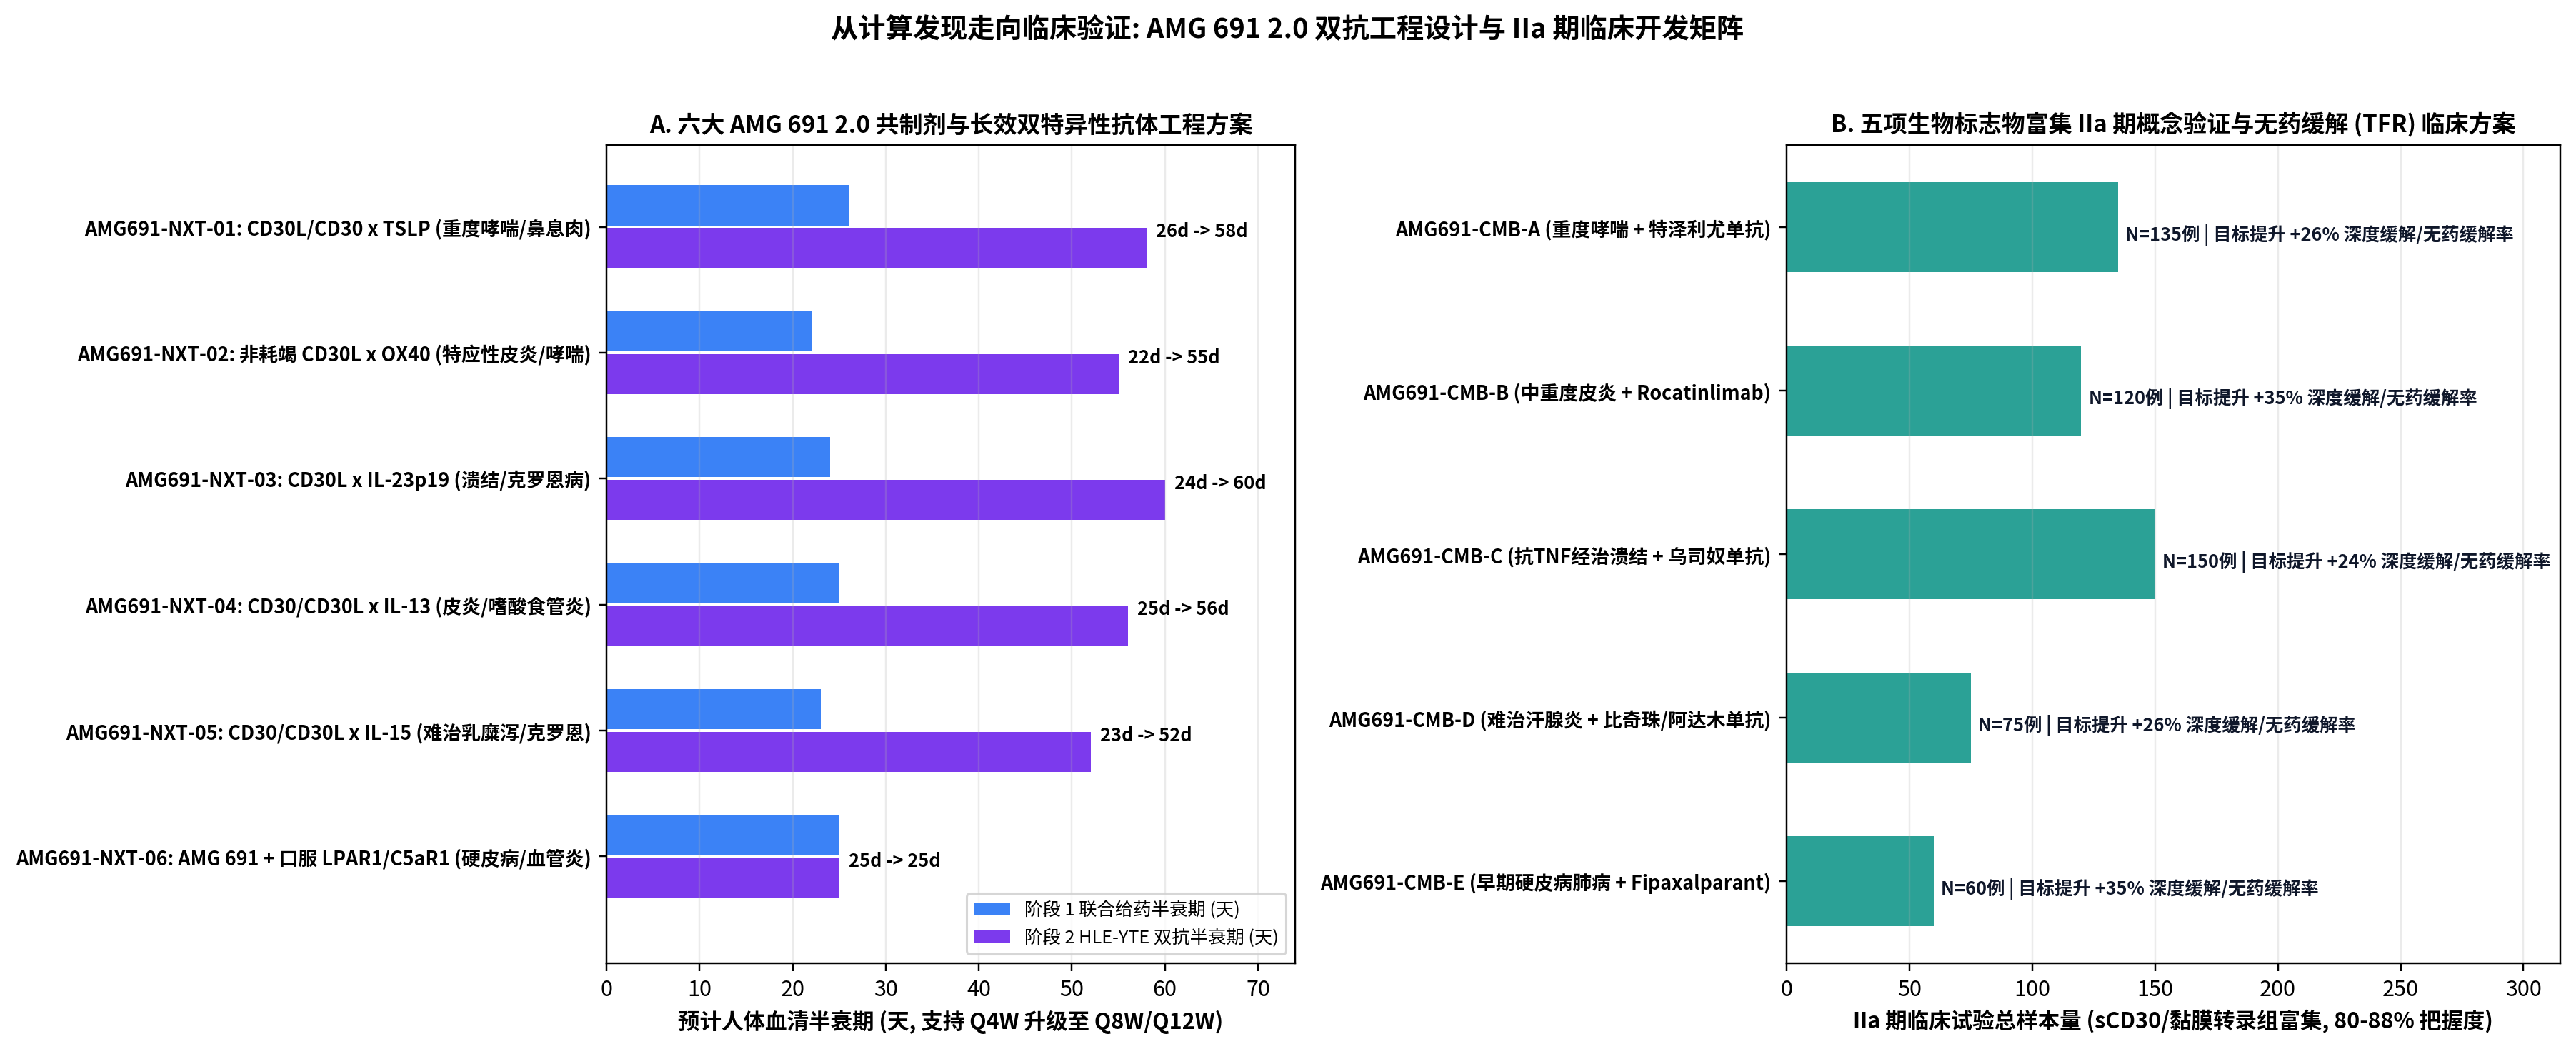 从计算发现走向临床验证: AMG 691 2.0 双抗工程设计与 IIa 期临床开发矩阵
A. 六大 AMG 691 2.0 共制剂与长效双特异性抗体工程方案
AMG691-NXT-01: CD30L/CD30 x TSLP (重度哮喘/鼻息肉)
26d -> 58d
AMG691-NXT-02: 非耗竭 CD30L x OX40 (特应性皮炎/哮喘)
22d -> 55d
AMG691-NXT-03: CD30L x IL-23p19 (溃结/克罗恩病)
24d -> 60d
AMG691-NXT-04: CD30/CD30L x IL-13 (皮炎/嗜酸食管炎)
25d -> 56d
AMG691-NXT-05: CD30/CD30L x IL-15 (难治乳糜泻/克罗恩)
23d -> 52d
AMG691-NXT-06: AMG 691 + 口服 LPAR1/C5aR1 (硬皮病/血管炎)
25d -> 25d
阶段 1 联合给药半衰期 (天)
阶段 2 HLE-YTE 双抗半衰期 (天)
0 10 20 30 40 50 60 70
预计人体血清半衰期 (天, 支持 Q4W 升级至 Q8W/Q12W)
B. 五项生物标志物富集 IIa 期概念验证与无药缓解 (TFR) 临床方案
AMG691-CMB-A (重度哮喘 + 特泽利尤单抗)
N=135例 | 目标提升 +26% 深度缓解/无药缓解率
AMG691-CMB-B (中重度皮炎 + Rocatinlimab)
N=120例 | 目标提升 +35% 深度缓解/无药缓解率
AMG691-CMB-C (抗TNF经治溃结 + 乌司奴单抗)
N=150例 | 目标提升 +24% 深度缓解/无药缓解率
AMG691-CMB-D (难治汗腺炎 + 比奇珠/阿达木单抗)
N=75例 | 目标提升 +26% 深度缓解/无药缓解率
AMG691-CMB-E (早期硬皮病肺病 + Fipaxalparant)
N=60例 | 目标提升 +35% 深度缓解/无药缓解率
0 50 100 150 200 250 300
IIa 期临床试验总样本量 (sCD30/黏膜转录组富集, 80-88% 把握度)